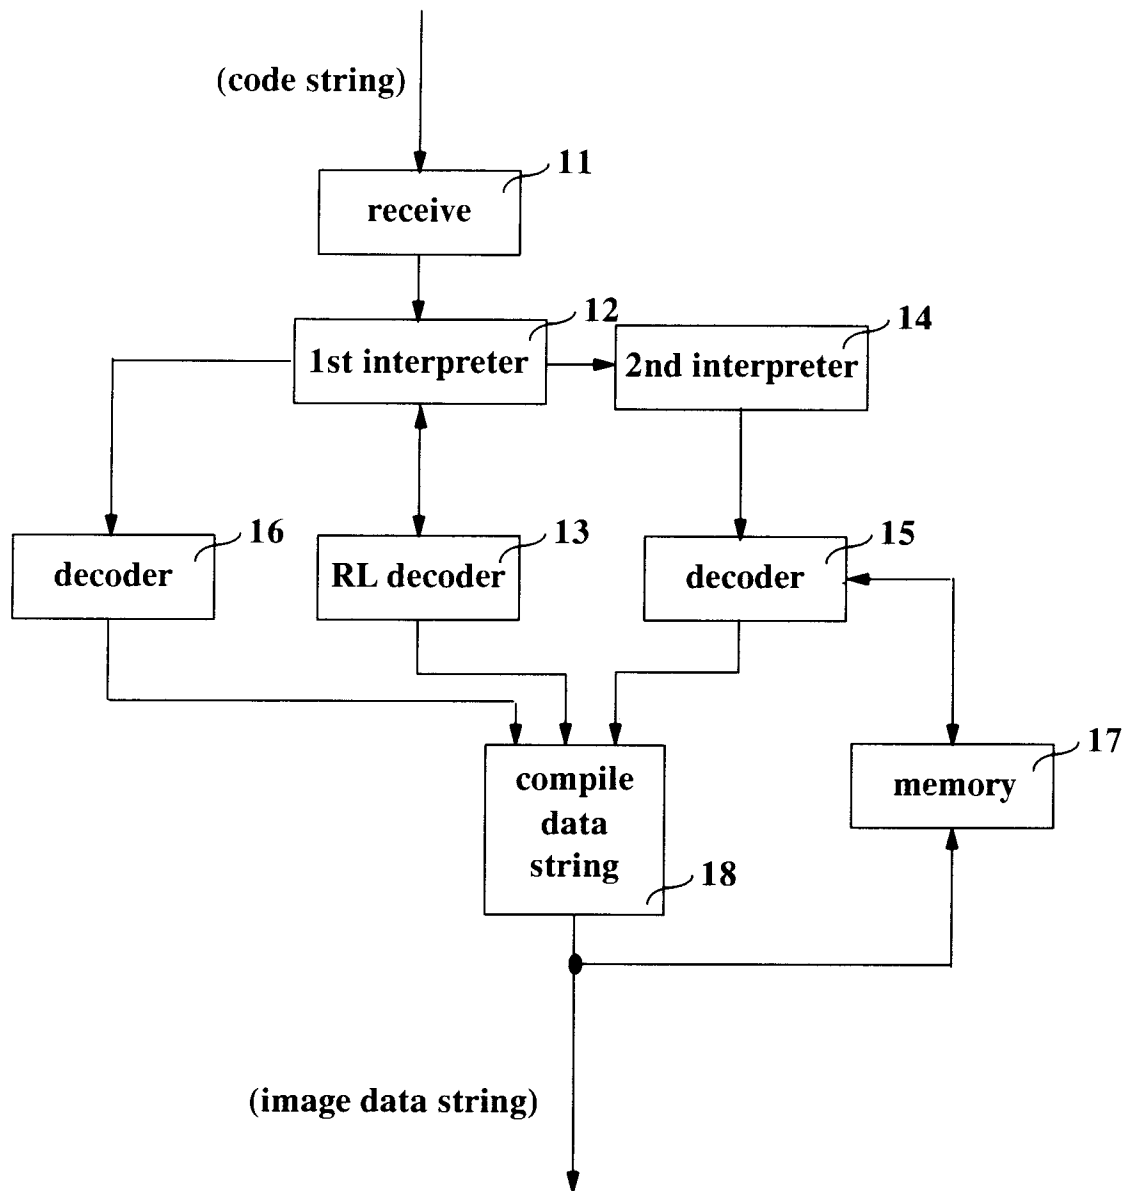 (code string)
11
receive
12
1st interpreter
14
2nd interpreter
16
decoder
13
RL decoder
15
decoder
17
memory
compile
data
string
18
(image data string)